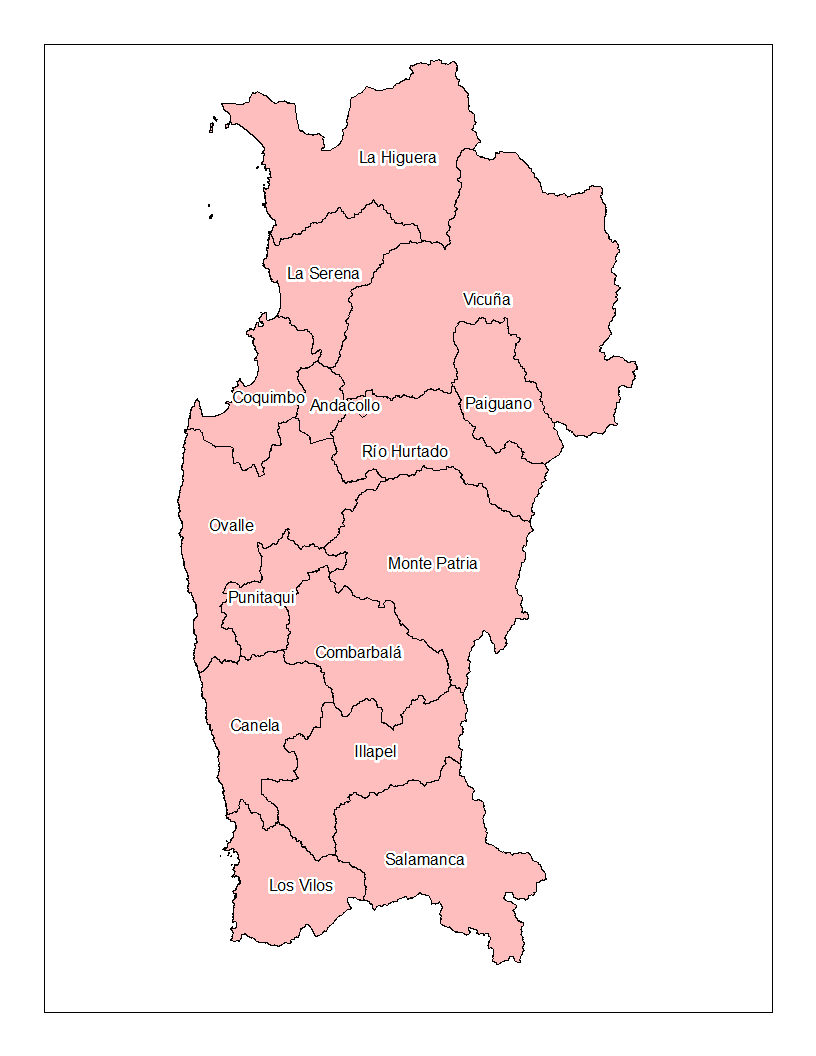 La Higuera
La Serena
Vicuña
Coquimbo
Andacollo
Paiguano
Río Hurtado
Ovalle
Monte Patria
Punitaqui
Combarbalá
Canela
Illapel
Salamanca
Los Vilos